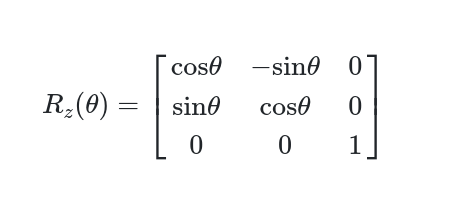 R_z(θ) = [ cosθ −sinθ 0
sinθ cosθ 0
0 0 1 ]